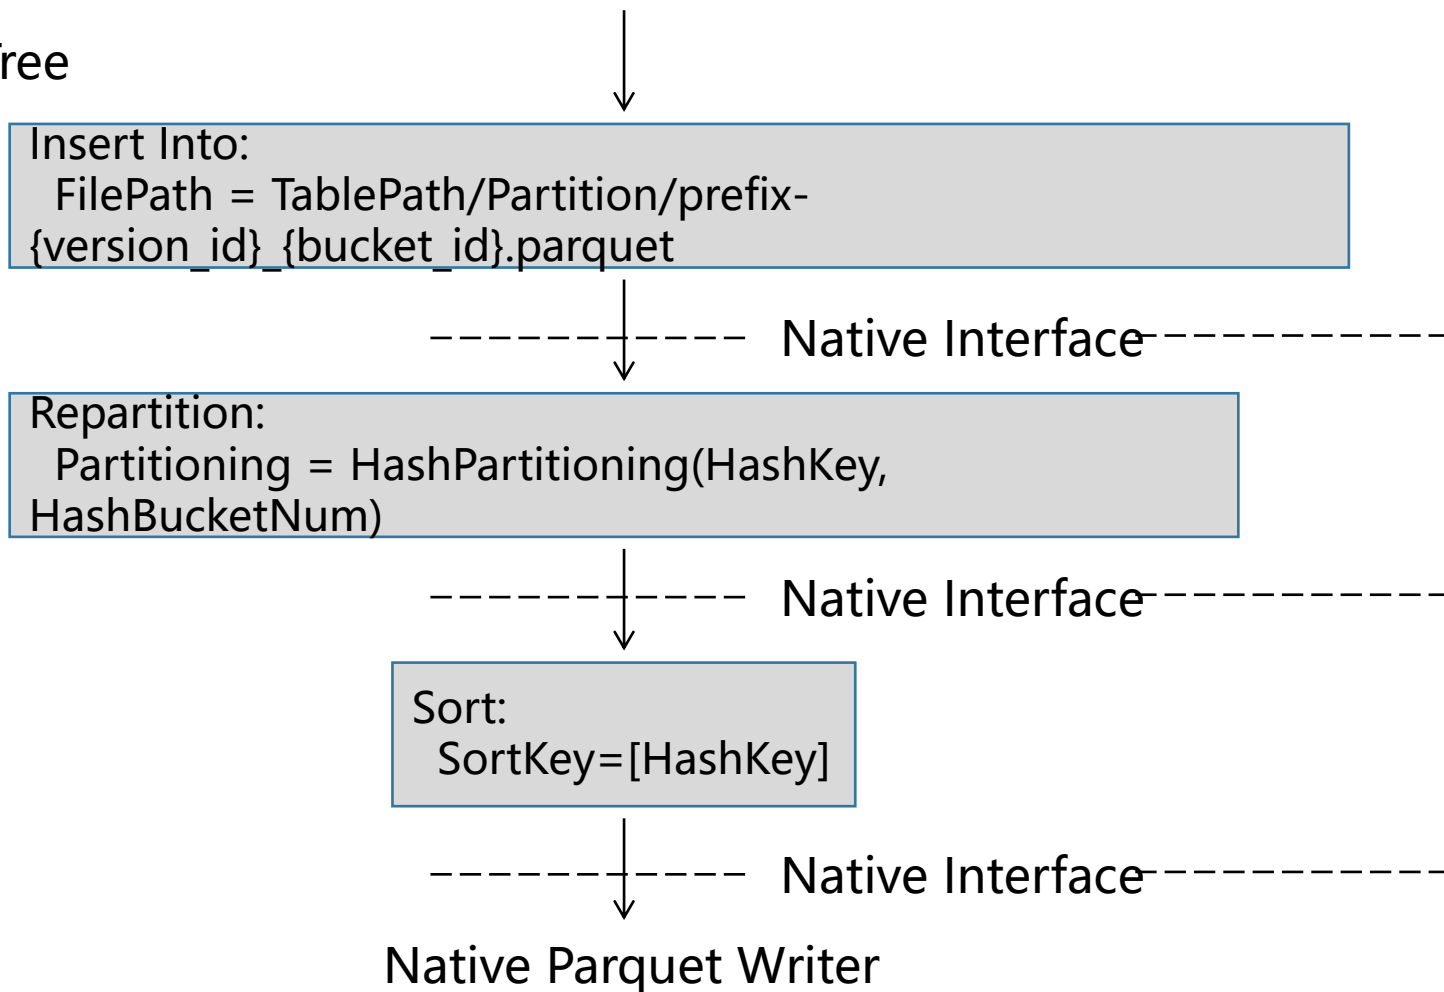 ree
Insert Into:
FilePath = TablePath/Partition/prefix-
{version_id}_{bucket_id}.parquet
Native Interface
Repartition:
Partitioning = HashPartitioning(HashKey,
HashBucketNum)
Native Interface
Sort:
SortKey=[HashKey]
Native Interface
Native Parquet Writer